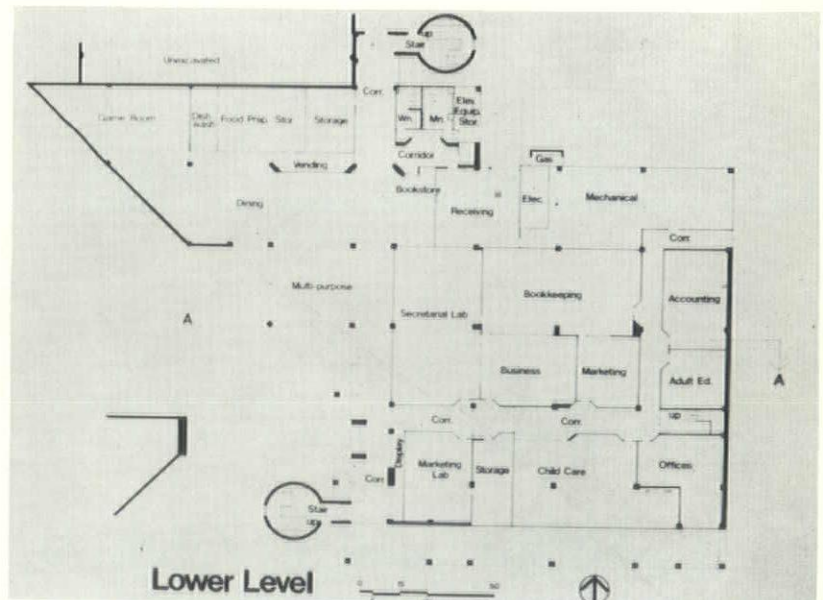 up
Stair
Unexcavated
Corr.
Game Room
Dish
wash
Food Prep.
Stor.
Storage
Wn.
Mn.
Elec.
Equip.
Stor.
Vending
Corridor
Gas
Bookstore
Dining
Receiving
Elec.
Mechanical
Corr.
Multi-purpose
Bookkeeping
Accounting
A
Secretarial Lab
Business
Marketing
Adult Ed.
A
Corr.
Corr.
up
Display
Corr.
Marketing
Lab
Storage
Child Care
Offices
Stair
up
Lower Level
0
15
50